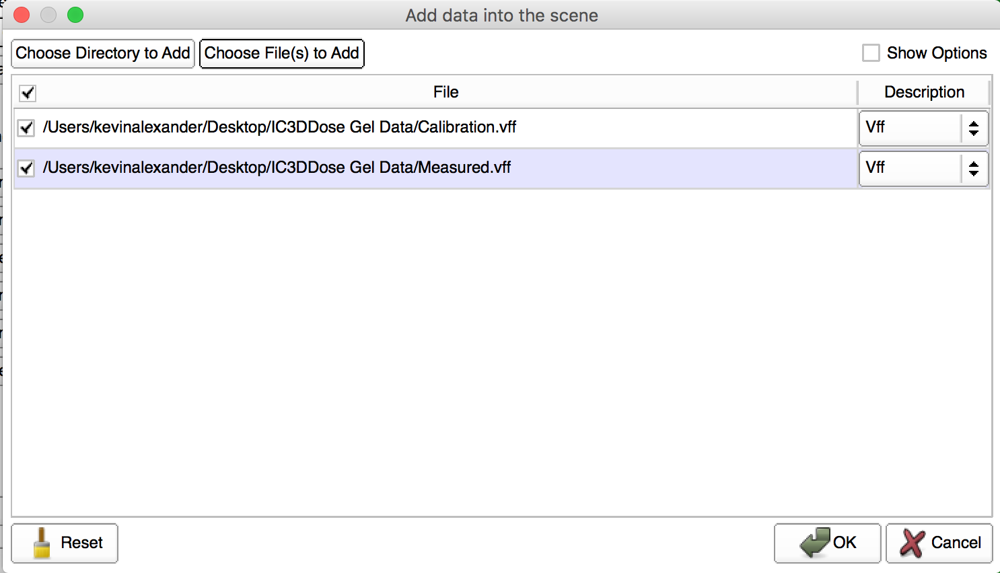 Add data into the scene
Choose Directory to Add Choose File(s) to Add Show Options
File Description
/Users/kevinalexander/Desktop/IC3DDose Gel Data/Calibration.vff Vff
/Users/kevinalexander/Desktop/IC3DDose Gel Data/Measured.vff Vff
Reset OK Cancel